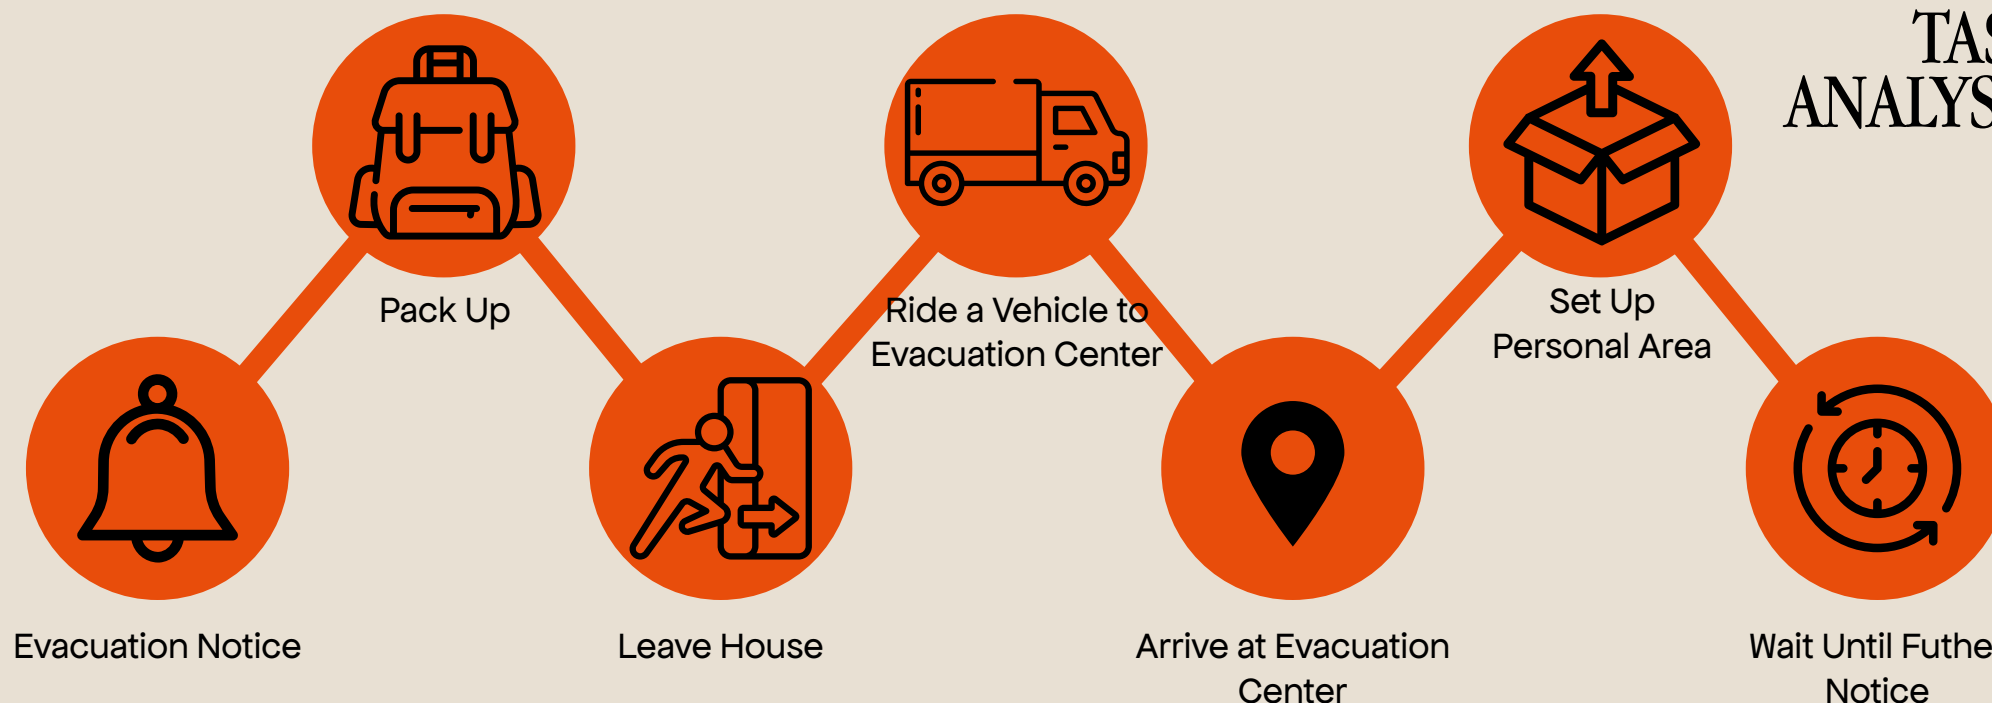 TAS
ANALYS
Pack Up
Ride a Vehicle to
Evacuation Center
Set Up
Personal Area
Evacuation Notice
Leave House
Arrive at Evacuation
Center
Wait Until Futhe
Notice